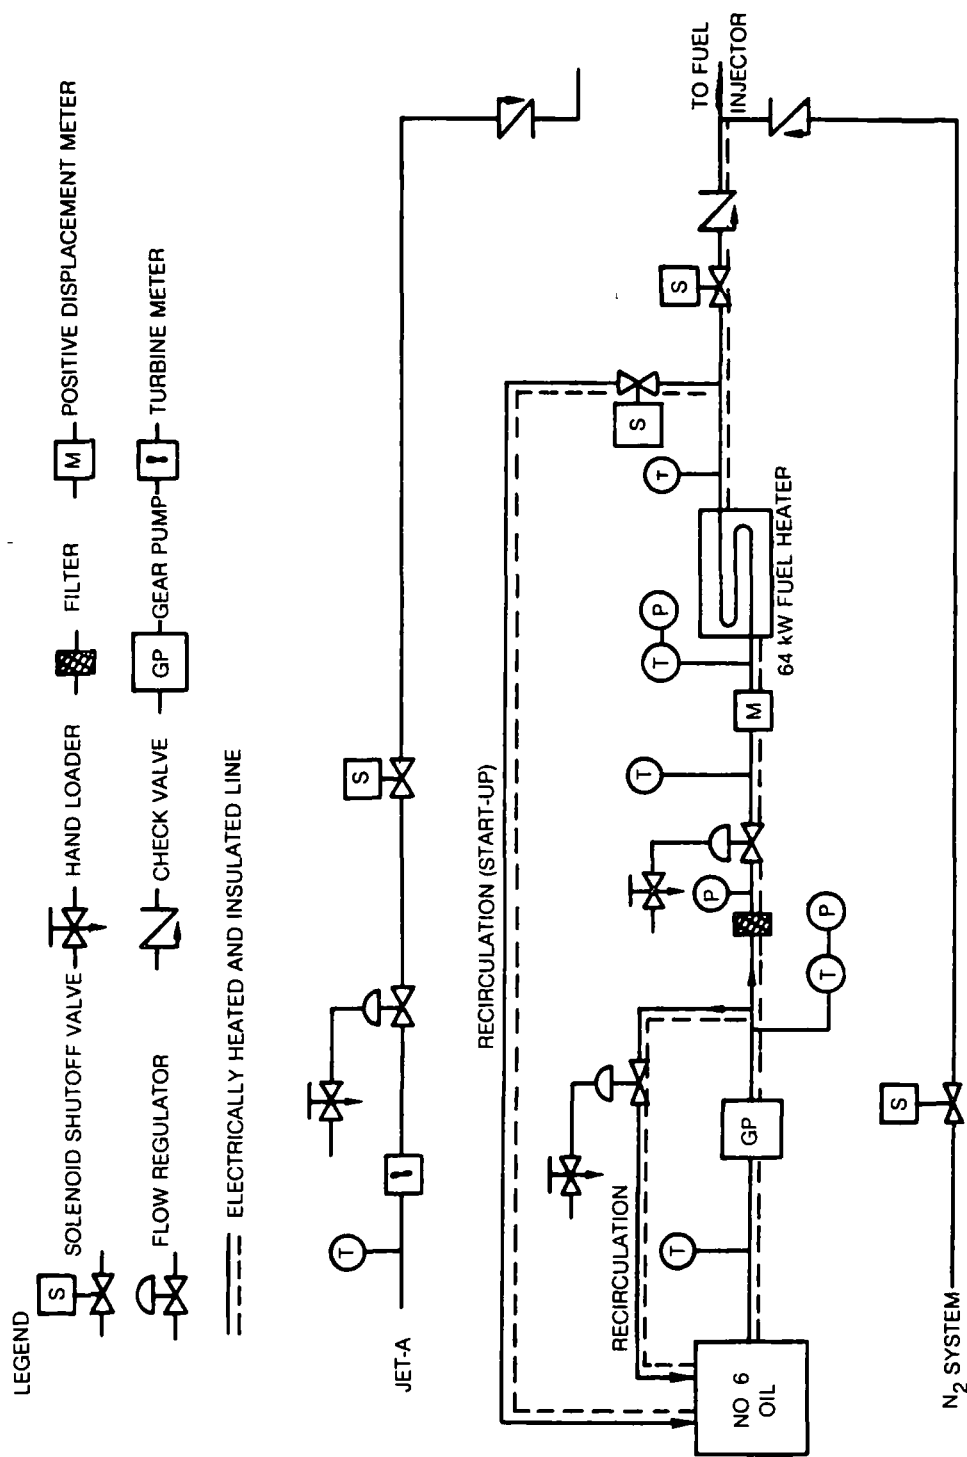 LEGEND
S SOLENOID SHUTOFF VALVE
HAND LOADER
FILTER
M POSITIVE DISPLACEMENT METER
FLOW REGULATOR
CHECK VALVE
GP GEAR PUMP
TURBINE METER
ELECTRICALLY HEATED AND INSULATED LINE
JET-A
T
S
RECIRCULATION (START-UP)
S
S
TO FUEL
INJECTOR
RECIRCULATION
NO 6
OIL
T
GP
T
P
P
T
M
T
P
64 kW FUEL HEATER
T
N2 SYSTEM
S